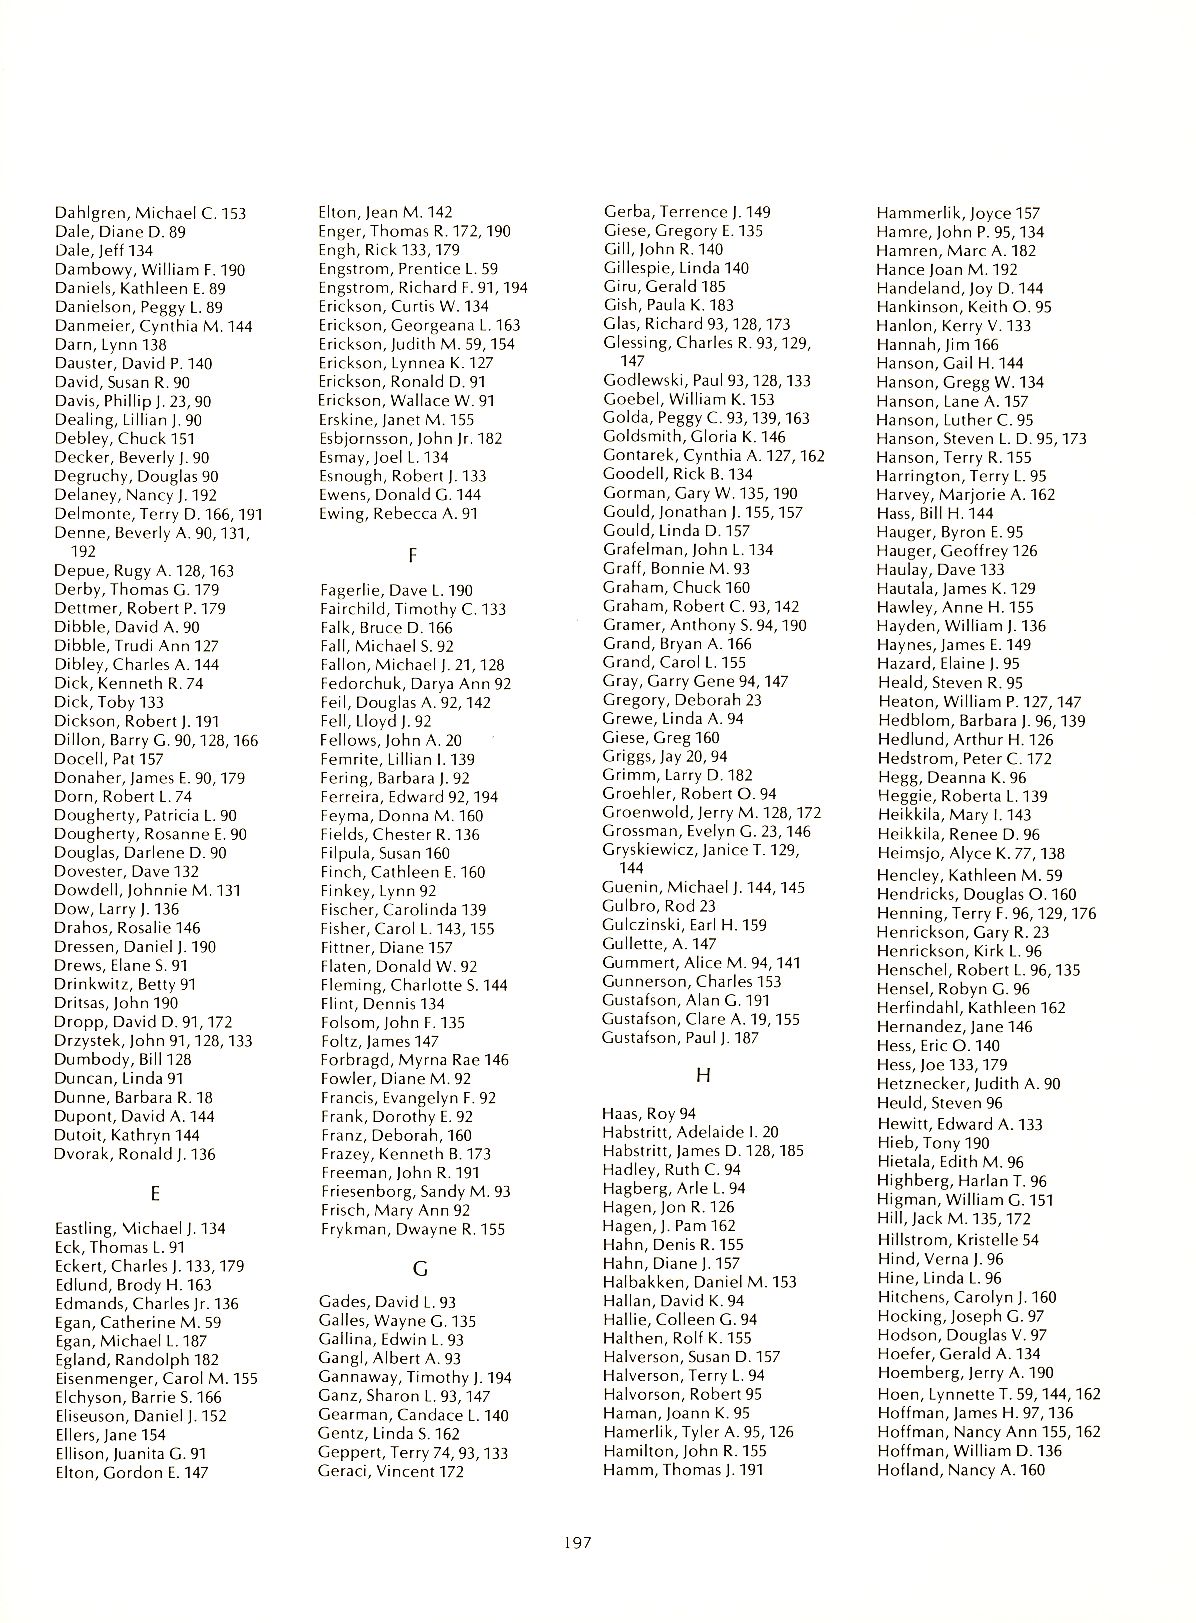 Dahlgren, Michael C. 153
Dale, Diane D. 89
Dale, Jeff 134
Dambowy, William F. 190
Daniels, Kathleen E. 89
Danielson, Peggy L. 89
Danmeier, Cynthia M. 144
Darn, Lynn 138
Dauster, David P. 140
David, Susan R. 90
Davis, Phillip J. 23, 90
Dealing, Lillian J. 90
Debley, Chuck 151
Decker, Beverly J. 90
Degruchy, Douglas 90
Delaney, Nancy J. 192
Delmonte, Terry D. 166, 191
Denne, Beverly A. 90, 131,
192
Depue, Rugy A. 128, 163
Derby, Thomas G. 179
Dettmer, Robert P. 179
Dibble, David A. 90
Dibble, Trudi Ann 127
Dibley, Charles A. 144
Dick, Kenneth R. 74
Dick, Toby 133
Dickson, Robert J. 191
Dillon, Barry G. 90, 128, 166
Docell, Pat 157
Donaher, James E. 90, 179
Dorn, Robert L. 74
Dougherty, Patricia L. 90
Dougherty, Rosanne E. 90
Douglas, Darlene D. 90
Dovester, Dave 132
Dowdell, Johnnie M. 131
Dow, Larry J. 136
Drahos, Rosalie 146
Dressen, Daniel J. 190
Drews, Elane S. 91
Drinkwitz, Betty 91
Dritsas, John 190
Dropp, David D. 91, 172
Drzystek, John 91, 128, 133
Dumbody, Bill 128
Duncan, Linda 91
Dunne, Barbara R. 18
Dupont, David A. 144
Dutoit, Kathryn 144
Dvorak, Ronald J. 136
E
Eastling, Michael J. 134
Eck, Thomas L. 91
Eckert, Charles J. 133, 179
Edlund, Brody H. 163
Edmands, Charles Jr. 136
Egan, Catherine M. 59
Egan, Michael L. 187
Egland, Randolph 182
Eisenmenger, Carol M. 155
Elchyson, Barrie S. 166
Eliseuson, Daniel J. 152
Ellers, Jane 154
Ellison, Juanita G. 91
Elton, Gordon E. 147
Elton, Jean M. 142
Enger, Thomas R. 172, 190
Engh, Rick 133, 179
Engstrom, Prentice L. 59
Engstrom, Richard F. 91, 194
Erickson, Curtis W. 134
Erickson, Georgeana L. 163
Erickson, Judith M. 59, 154
Erickson, Lynnea K. 127
Erickson, Ronald D. 91
Erickson, Wallace W. 91
Erskine, Janet M. 155
Esbjornsson, John Jr. 182
Esmay, Joel L. 134
Esnough, Robert J. 133
Ewens, Donald G. 144
Ewing, Rebecca A. 91
F
Fagerlie, Dave L. 190
Fairchild, Timothy C. 133
Falk, Bruce D. 166
Fall, Michael S. 92
Fallon, Michael J. 21, 128
Fedorchuk, Darya Ann 92
Feil, Douglas A. 92, 142
Fell, Lloyd J. 92
Fellows, John A. 20
Femrite, Lillian I. 139
Fering, Barbara J. 92
Ferreira, Edward 92, 194
Feyma, Donna M. 160
Fields, Chester R. 136
Filpula, Susan 160
Finch, Cathleen E. 160
Finkey, Lynn 92
Fischer, Carolinda 139
Fisher, Carol L. 143, 155
Fittner, Diane 157
Flaten, Donald W. 92
Fleming, Charlotte S. 144
Flint, Dennis 134
Folsom, John F. 135
Foltz, James 147
Forbragd, Myrna Rae 146
Fowler, Diane M. 92
Francis, Evangelyn F. 92
Frank, Dorothy E. 92
Franz, Deborah, 160
Frazey, Kenneth B. 173
Freeman, John R. 191
Friesenborg, Sandy M. 93
Frisch, Mary Ann 92
Frykman, Dwayne R. 155
G
Gades, David L. 93
Galles, Wayne G. 135
Gallina, Edwin L. 93
Gangl, Albert A. 93
Gannaway, Timothy J. 194
Ganz, Sharon L. 93, 147
Gearman, Candace L. 140
Gentz, Linda S. 162
Geppert, Terry 74, 93, 133
Geraci, Vincent 172
Gerba, Terrence J. 149
Giese, Gregory E. 135
Gill, John R. 140
Gillespie, Linda 140
Giru, Gerald 185
Gish, Paula K. 183
Glas, Richard 93, 128, 173
Glessing, Charles R. 93, 129,
147
Godlewski, Paul 93, 128, 133
Goebel, William K. 153
Golda, Peggy C. 93, 139, 163
Goldsmith, Gloria K. 146
Gontarek, Cynthia A. 127, 162
Goodell, Rick B. 134
Gorman, Gary W. 135, 190
Gould, Jonathan J. 155, 157
Gould, Linda D. 157
Grafelman, John L. 134
Graff, Bonnie M. 93
Graham, Chuck 160
Graham, Robert C. 93, 142
Gramer, Anthony S. 94, 190
Grand, Bryan A. 166
Grand, Carol L. 155
Gray, Garry Gene 94, 147
Gregory, Deborah 23
Grewe, Linda A. 94
Giese, Greg 160
Griggs, Jay 20, 94
Grimm, Larry D. 182
Groehler, Robert O. 94
Groenwold, Jerry M. 128, 172
Grossman, Evelyn G. 23, 146
Gryskiewicz, Janice T. 129,
144
Guenin, Michael J. 144, 145
Gulbro, Rod 23
Gulczinski, Earl H. 159
Gullette, A. 147
Gummert, Alice M. 94, 141
Gunnerson, Charles 153
Gustafson, Alan G. 191
Gustafson, Clare A. 19, 155
Gustafson, Paul J. 187
H
Haas, Roy 94
Habstritt, Adelaide I. 20
Habstritt, James D. 128, 185
Hadley, Ruth C. 94
Hagberg, Arle L. 94
Hagen, Jon R. 126
Hagen, J. Pam 162
Hahn, Denis R. 155
Hahn, Diane J. 157
Halbakken, Daniel M. 153
Hallan, David K. 94
Hallie, Colleen G. 94
Halthen, Rolf K. 155
Halverson, Susan D. 157
Halverson, Terry L. 94
Halvorson, Robert 95
Haman, Joann K. 95
Hamerlik, Tyler A. 95, 126
Hamilton, John R. 155
Hamm, Thomas J. 191
Hammerlik, Joyce 157
Hamre, John P. 95, 134
Hamren, Marc A. 182
Hance Joan M. 192
Handeland, Joy D. 144
Hankinson, Keith O. 95
Hanlon, Kerry V. 133
Hannah, Jim 166
Hanson, Gail H. 144
Hanson, Gregg W. 134
Hanson, Lane A. 157
Hanson, Luther C. 95
Hanson, Steven L. D. 95, 173
Hanson, Terry R. 155
Harrington, Terry L. 95
Harvey, Marjorie A. 162
Hass, Bill H. 144
Hauger, Byron E. 95
Hauger, Geoffrey 126
Haulay, Dave 133
Hautala, James K. 129
Hawley, Anne H. 155
Hayden, William J. 136
Haynes, James E. 149
Hazard, Elaine J. 95
Heald, Steven R. 95
Heaton, William P. 127, 147
Hedblom, Barbara J. 96, 139
Hedlund, Arthur H. 126
Hedstrom, Peter C. 172
Hegg, Deanna K. 96
Heggie, Roberta L. 139
Heikkila, Mary I. 143
Heikkila, Renee D. 96
Heimsjo, Alyce K. 77, 138
Hencley, Kathleen M. 59
Hendricks, Douglas O. 160
Henning, Terry F. 96, 129, 176
Henrickson, Gary R. 23
Henrickson, Kirk L. 96
Henschel, Robert L. 96, 135
Hensel, Robyn G. 96
Herfindahl, Kathleen 162
Hernandez, Jane 146
Hess, Eric O. 140
Hess, Joe 133, 179
Hetznecker, Judith A. 90
Heuld, Steven 96
Hewitt, Edward A. 133
Hieb, Tony 190
Hietala, Edith M. 96
Highberg, Harlan T. 96
Higman, William G. 151
Hill, Jack M. 135, 172
Hillstrom, Kristelle 54
Hind, Verna J. 96
Hine, Linda L. 96
Hitchens, Carolyn J. 160
Hocking, Joseph G. 97
Hodson, Douglas V. 97
Hoefer, Gerald A. 134
Hoemberg, Jerry A. 190
Hoen, Lynnette T. 59, 144, 162
Hoffman, James H. 97, 136
Hoffman, Nancy Ann 155, 162
Hoffman, William D. 136
Hofland, Nancy A. 160
197